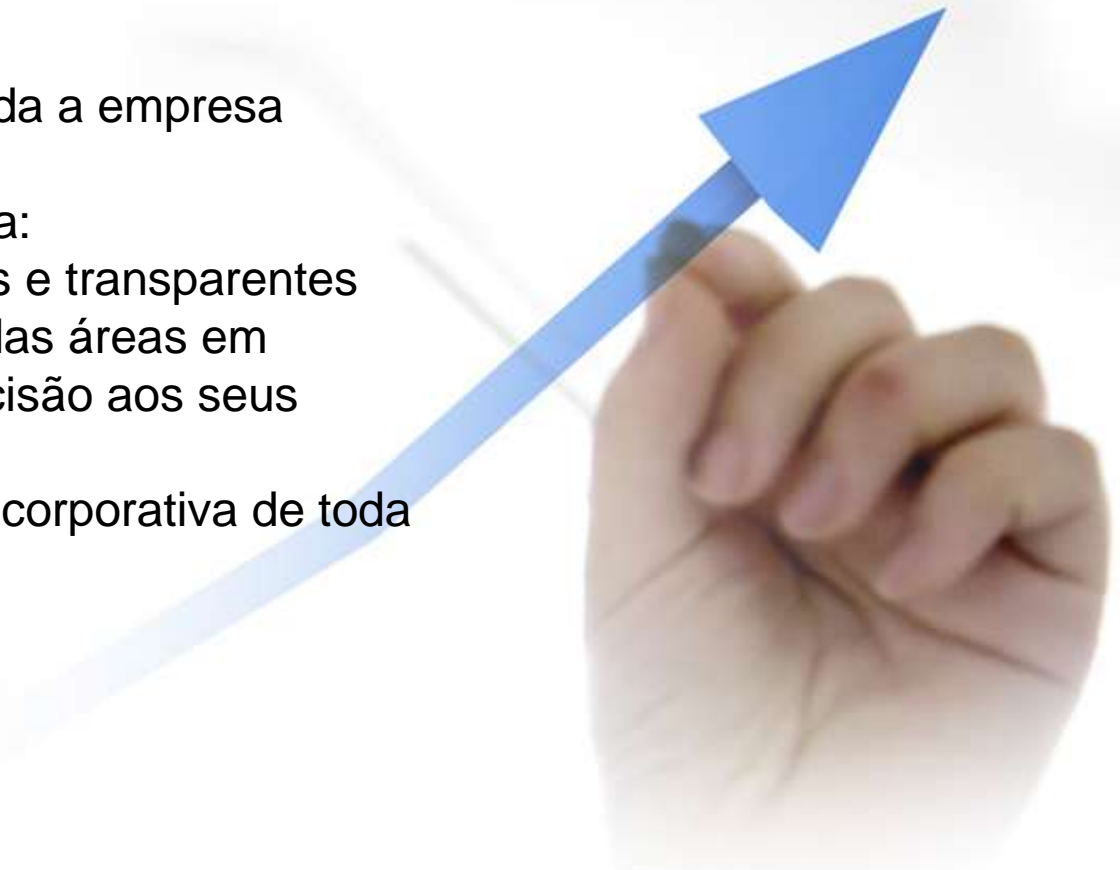 da a empresa
a:
s e transparentes
das áreas em
cisão aos seus
corporativa de toda